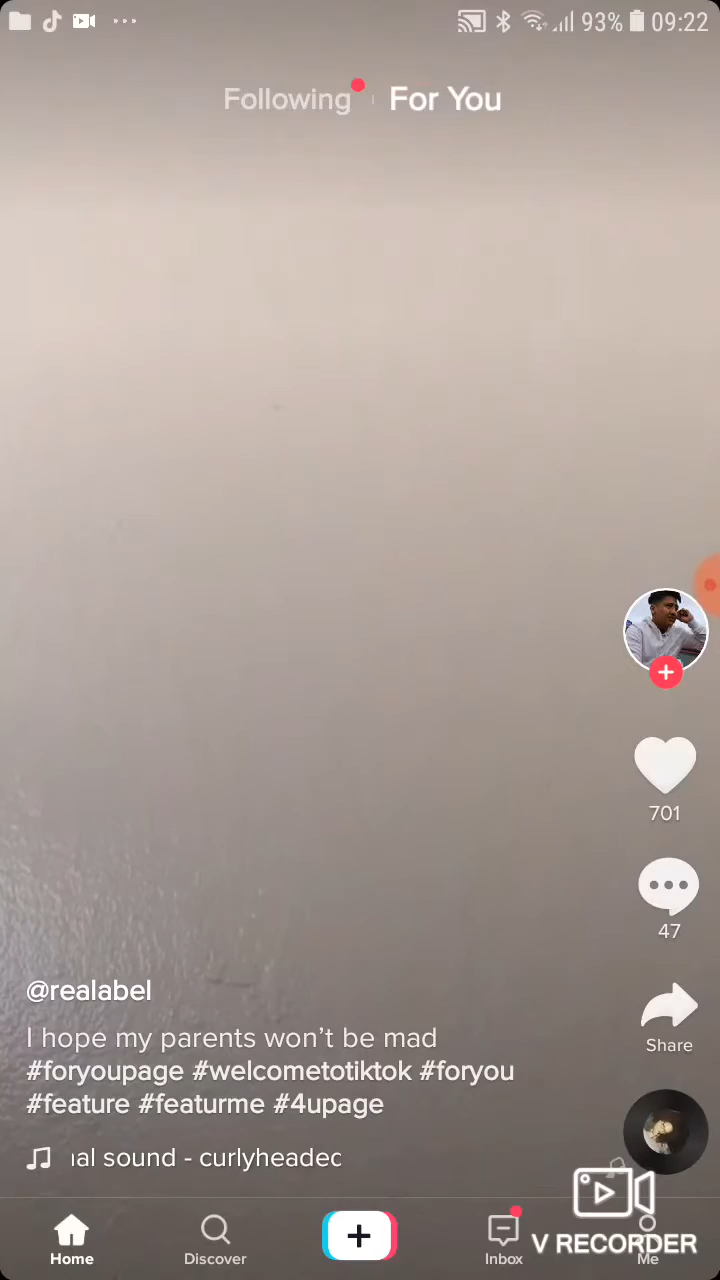 93% 09:22
Following For You
701
47
Share
@realabel
I hope my parents won’t be mad
#foryoupage #welcometotiktok #foryou
#feature #featurme #4upage
ıal sound - curlyheadec
Home Discover Inbox Me
V RECORDER